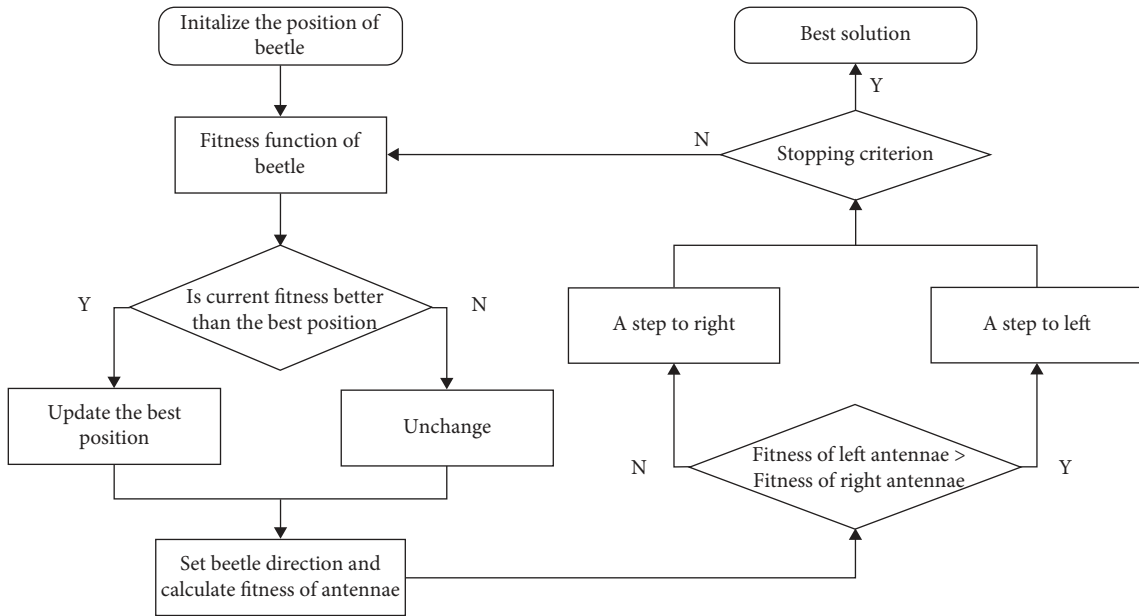 Initalize the position of
beetle
Fitness function of
beetle
Is current fitness better
than the best position
Y
N
Update the best
position
Unchange
Set beetle direction and
calculate fitness of antennae
Fitness of left antennae >
Fitness of right antennae
N
Y
A step to right
A step to left
Stopping criterion
N
Y
Best solution